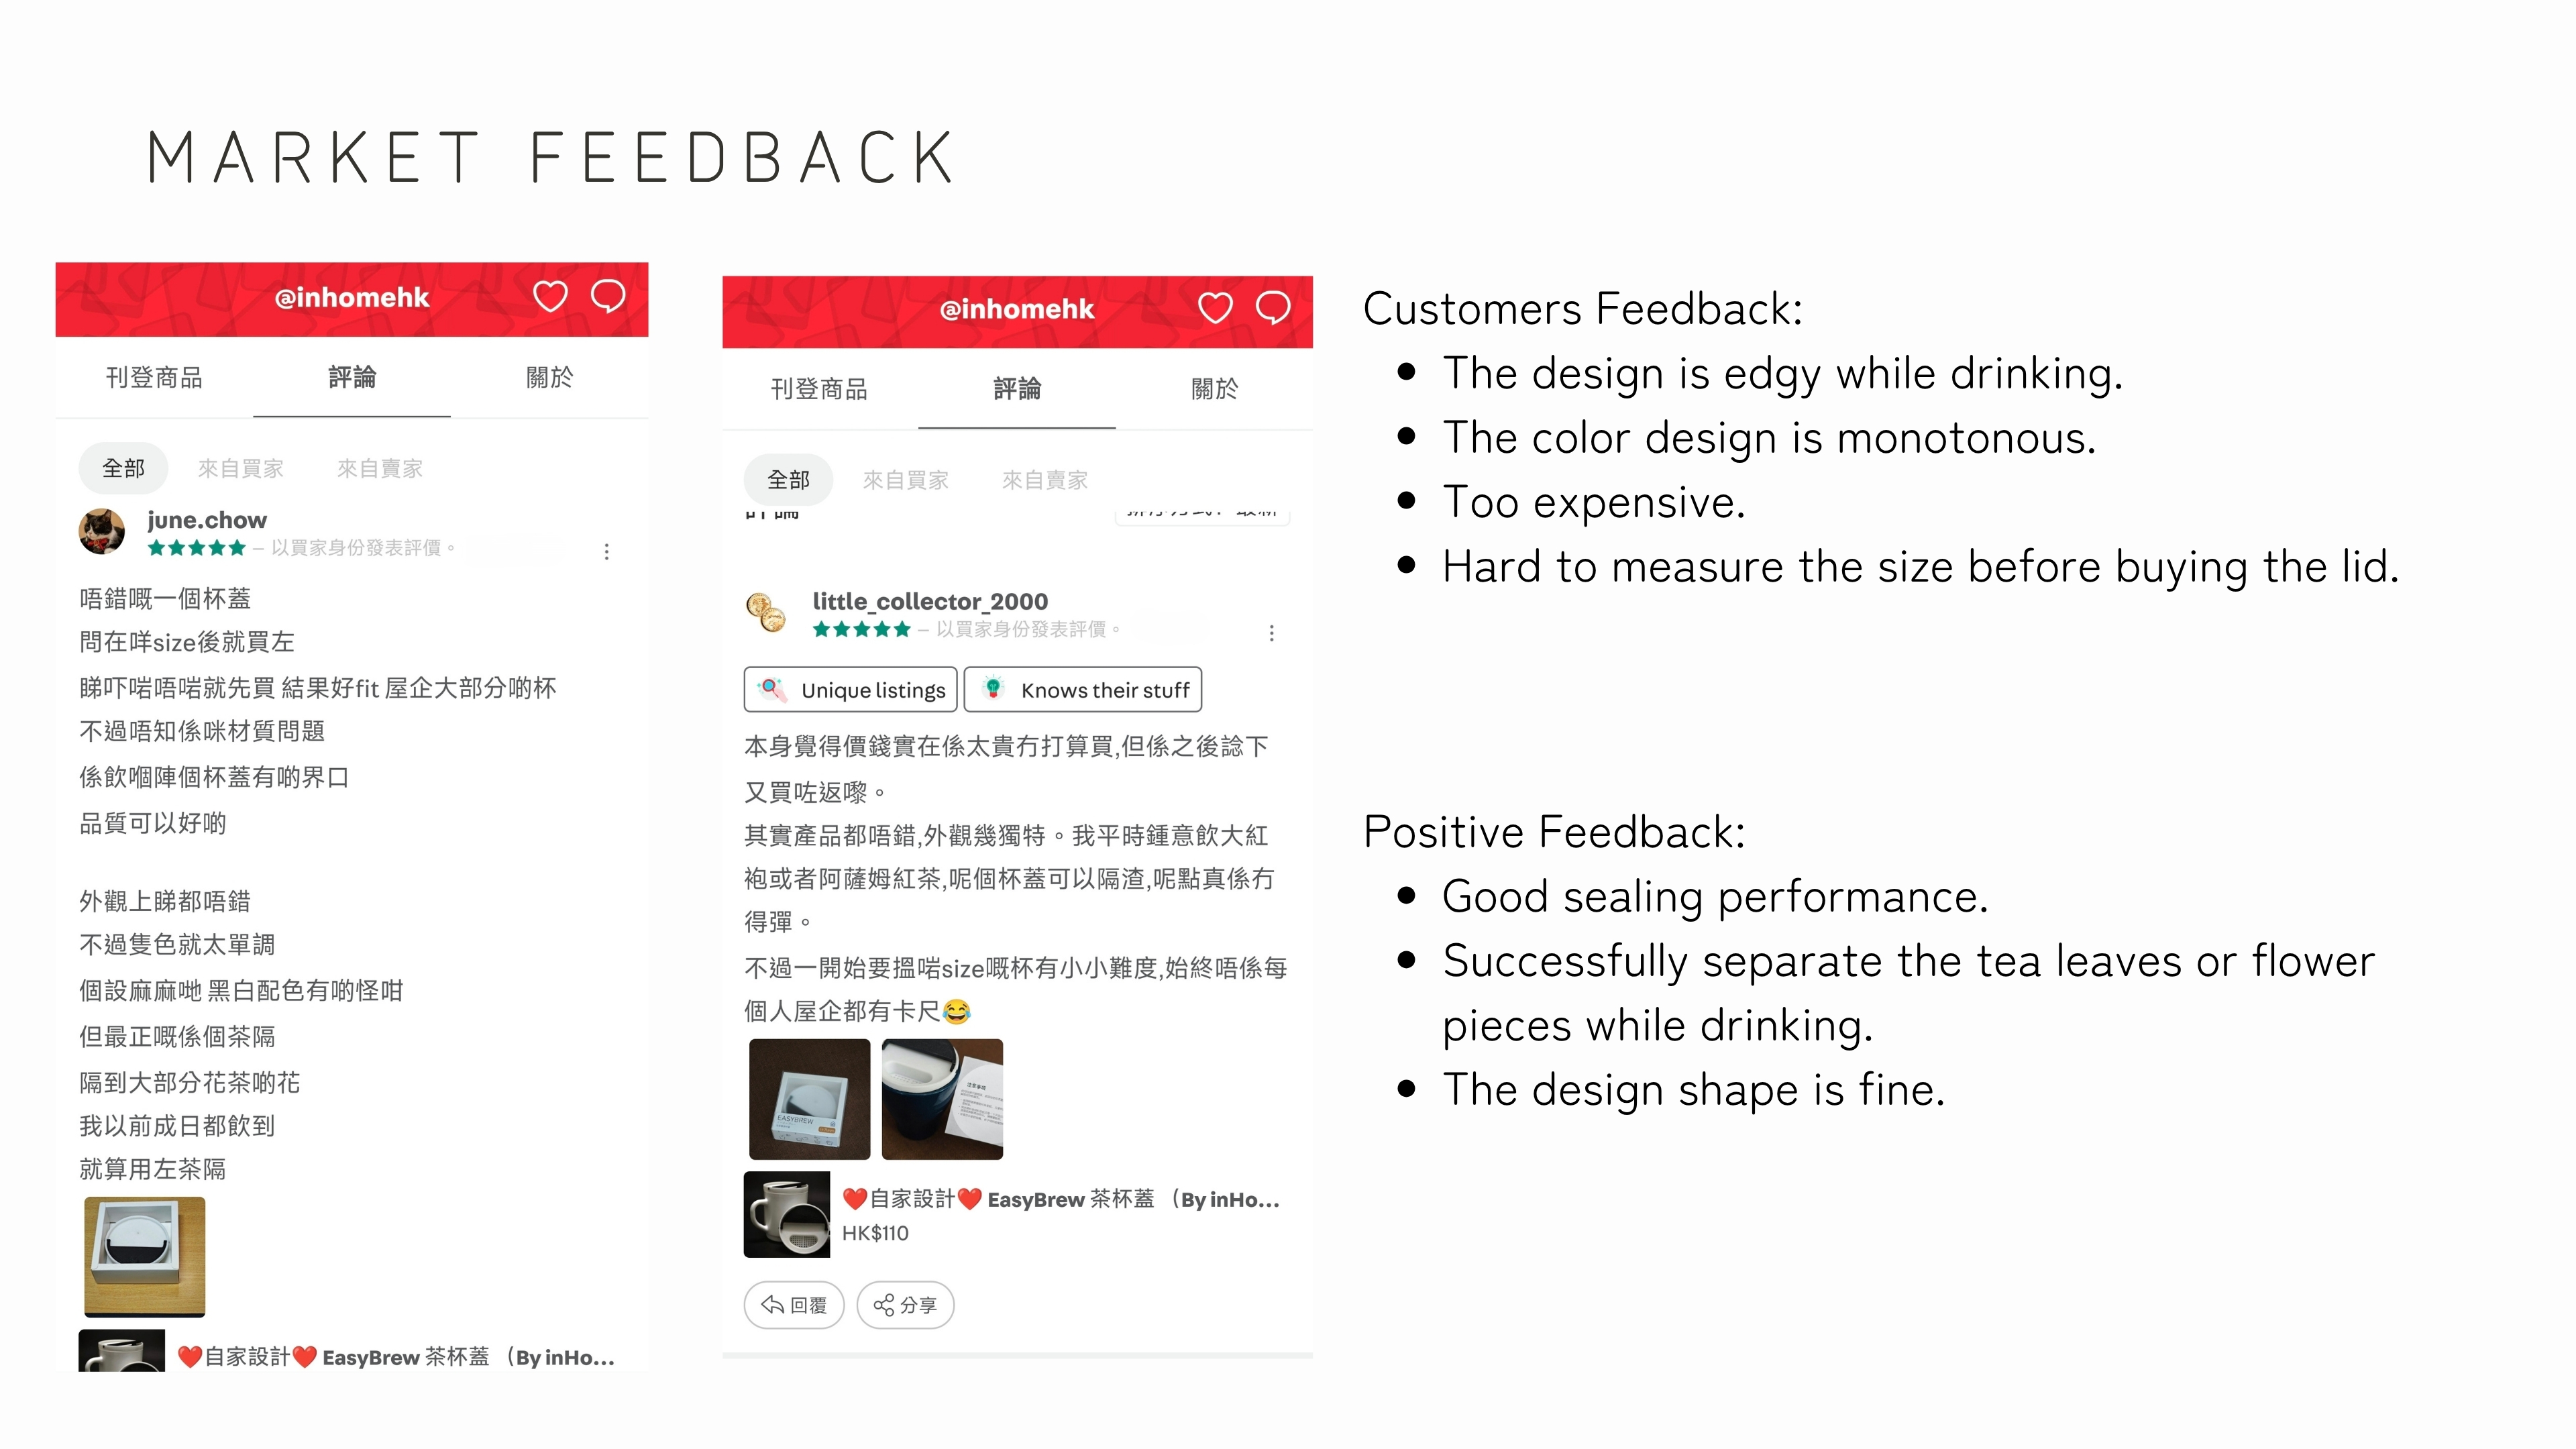 MARKET FEEDBACK
@inhomehk
刊登商品 評論 關於
全部 來自買家 來自賣家
june.chow
– 以買家身份發表評價。
唔錯嘅一個杯蓋
問在咩size後就買左
睇吓啱唔啱就先買 結果好fit 屋企大部分啲杯
不過唔知係咪材質問題
係飲嗰陣個杯蓋有啲界口
品質可以好啲
外觀上睇都唔錯
不過隻色就太單調
個設麻麻哋 黑白配色有啲怪咁
但最正嘅係個茶隔
隔到大部分花茶啲花
我以前成日都飲到
就算用左茶隔
❤️自家設計❤️ EasyBrew 茶杯蓋 （By inHo...
@inhomehk
刊登商品 評論 關於
全部 來自買家 來自賣家
little_collector_2000
– 以買家身份發表評價。
Unique listings Knows their stuff
本身覺得價錢實在係太貴冇打算買,但係之後諗下
又買咗返嚟。
其實產品都唔錯,外觀幾獨特。我平時鍾意飲大紅
袍或者阿薩姆紅茶,呢個杯蓋可以隔渣,呢點真係冇
得彈。
不過一開始要搵啱size嘅杯有小小難度,始終唔係每
個人屋企都有卡尺😂
EASYBREW
❤️自家設計❤️ EasyBrew 茶杯蓋 （By inHo...
HK$110
回覆 分享
Customers Feedback:
• The design is edgy while drinking.
• The color design is monotonous.
• Too expensive.
• Hard to measure the size before buying the lid.
Positive Feedback:
• Good sealing performance.
• Successfully separate the tea leaves or flower
pieces while drinking.
• The design shape is fine.